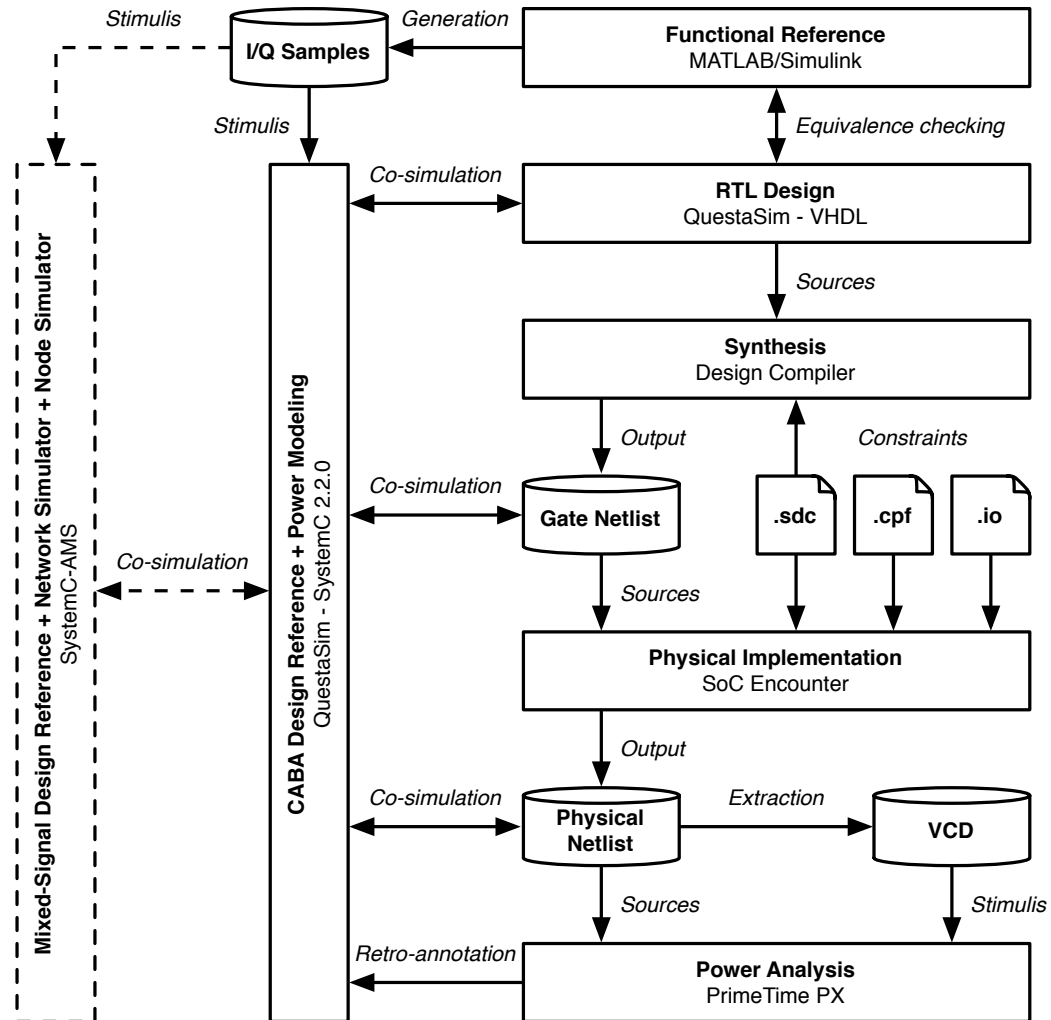 Stimulis
Generation
I/Q Samples
Functional Reference
MATLAB/Simulink
Stimulis
Equivalence checking
Co-simulation
RTL Design
QuestaSim - VHDL
Sources
Synthesis
Design Compiler
Output
Constraints
Co-simulation
Gate Netlist
.sdc
.cpf
.io
Mixed-Signal Design Reference + Network Simulator + Node Simulator
SystemC-AMS
Co-simulation
CABA Design Reference + Power Modeling
QuestaSim - SystemC 2.2.0
Sources
Physical Implementation
SoC Encounter
Output
Co-simulation
Physical
Netlist
Extraction
VCD
Sources
Stimulis
Retro-annotation
Power Analysis
PrimeTime PX